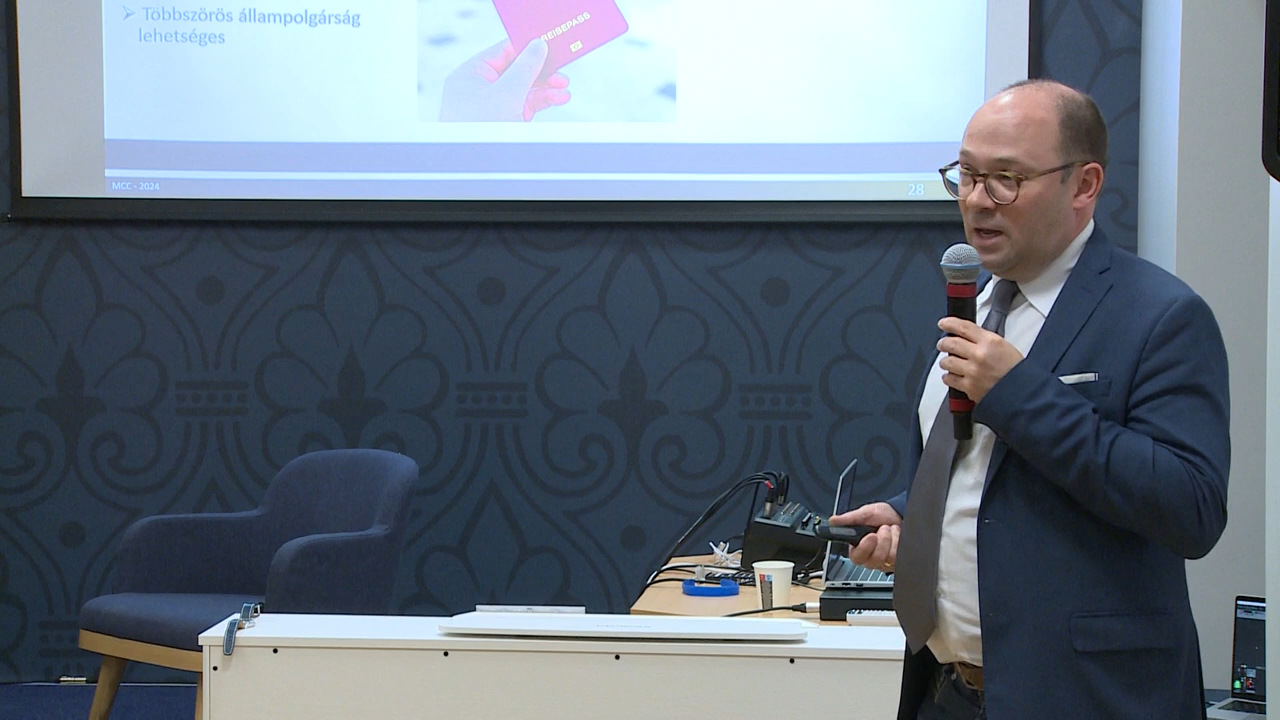 ➢ Többszörös állampolgárság
lehetséges
REISEPASS
MCC - 2024
28